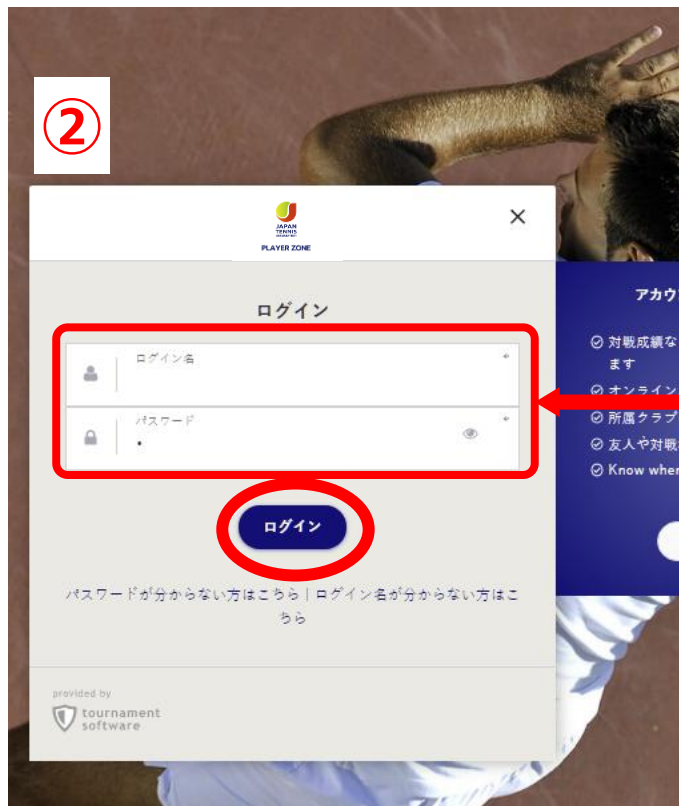 ②
JAPAN
TENNIS
PLAYER ZONE
ログイン
ログイン名
*
パスワード
*
ログイン
パスワードが分からない方はこちら | ログイン名が分からない方はこ
ちら
provided by
tournament
software
アカウ
対戦成績な
ます
オンライン
所属クラブ
友人や対戦
Know wher